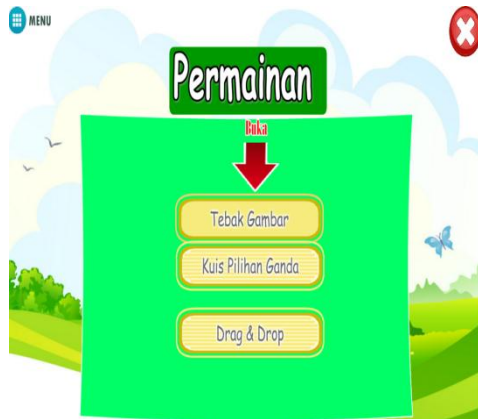 MENU
Permainan
Buka
Tebak Gambar
Kuis Pilihan Ganda
Drag & Drop